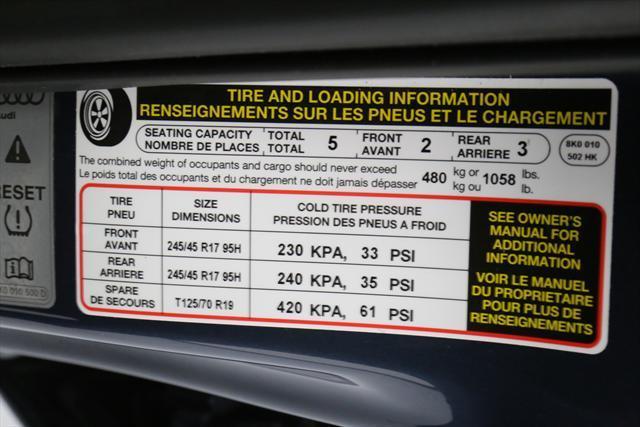 TIRE AND LOADING INFORMATION
RENSEIGNEMENTS SUR LES PNEUS ET LE CHARGEMENT
SEATING CAPACITY TOTAL 5 FRONT 2 REAR 3
NOMBRE DE PLACES TOTAL AVANT ARRIERE
8K0 010
502 HK
The combined weight of occupants and cargo should never exceed 480 kg or 1058 lbs.
Le poids total des occupants et du chargement ne doit jamais dépasser kg ou lb.
TIRE SIZE COLD TIRE PRESSURE
PNEU DIMENSIONS PRESSION DES PNEUS A FROID
FRONT
AVANT 245/45 R17 95H 230 KPA, 33 PSI
REAR
ARRIERE 245/45 R17 95H 240 KPA, 35 PSI
SPARE
DE SECOURS T125/70 R19 420 KPA, 61 PSI
SEE OWNER'S
MANUAL FOR
ADDITIONAL
INFORMATION
VOIR LE MANUEL
DU PROPRIETAIRE
POUR PLUS DE
RENSEIGNEMENTS
udi
RESET